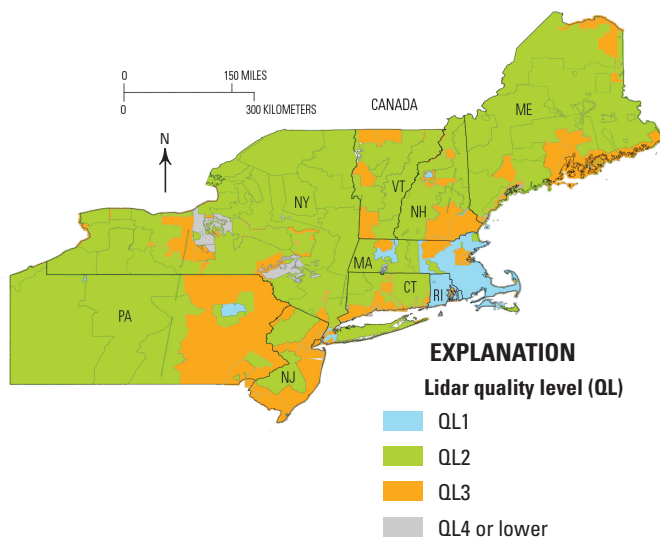 0 150 MILES
0 300 KILOMETERS
CANADA
N
ME
VT
NY
NH
MA
CT
RI
PA
NJ
EXPLANATION
Lidar quality level (QL)
QL1
QL2
QL3
QL4 or lower